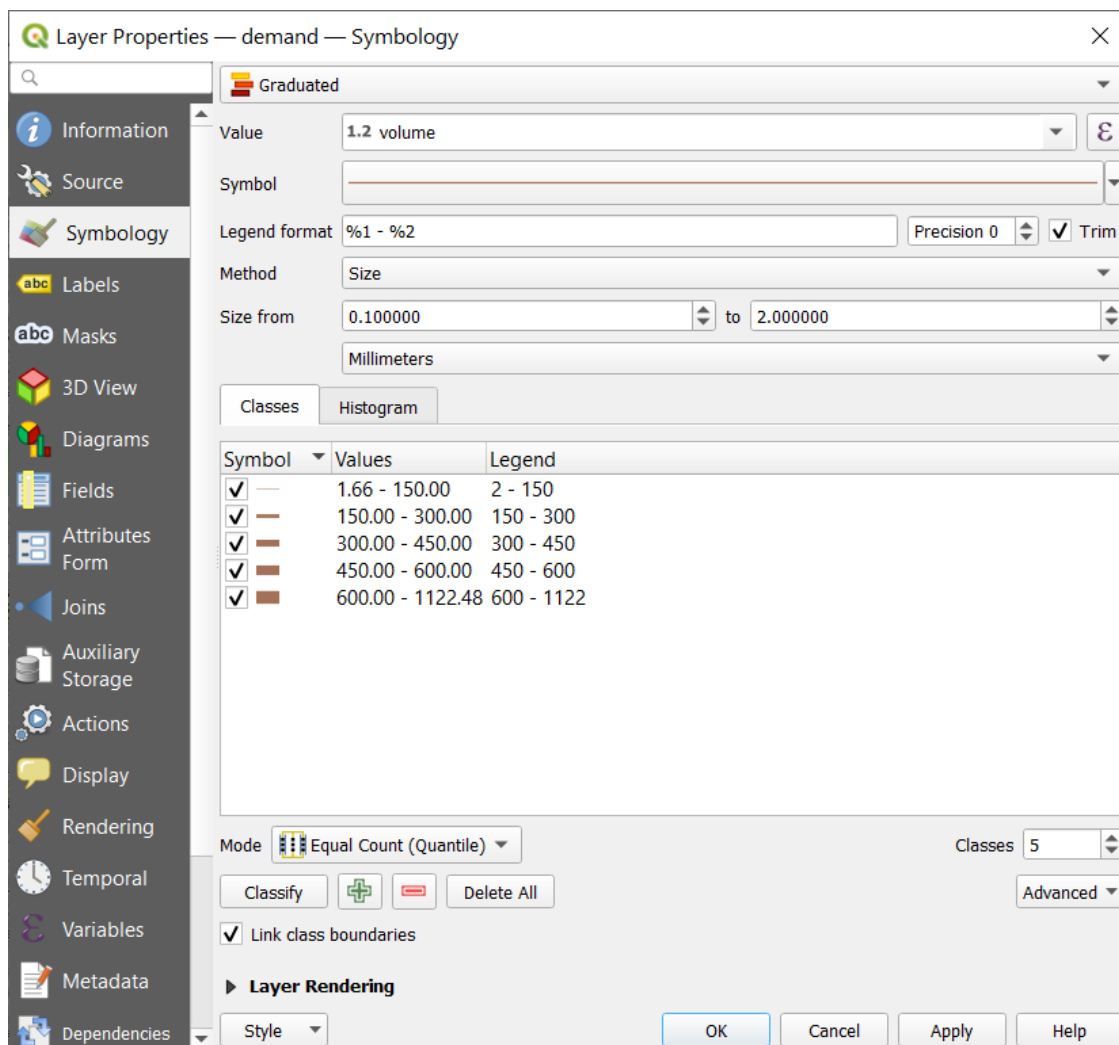 Layer Properties — demand — Symbology
Graduated
Information
Source
Symbology
abc Labels
abc Masks
3D View
Diagrams
Fields
Attributes
Form
Joins
Auxiliary
Storage
Actions
Display
Rendering
Temporal
Variables
Metadata
Dependencies
Value 1.2 volume ε
Symbol
Legend format %1 - %2 Precision 0 Trim
Method Size
Size from 0.100000 to 2.000000
Millimeters
Classes Histogram
Symbol Values Legend
1.66 - 150.00 2 - 150
150.00 - 300.00 150 - 300
300.00 - 450.00 300 - 450
450.00 - 600.00 450 - 600
600.00 - 1122.48 600 - 1122
Mode Equal Count (Quantile) Classes 5
Classify Delete All Advanced
Link class boundaries
Layer Rendering
Style OK Cancel Apply Help